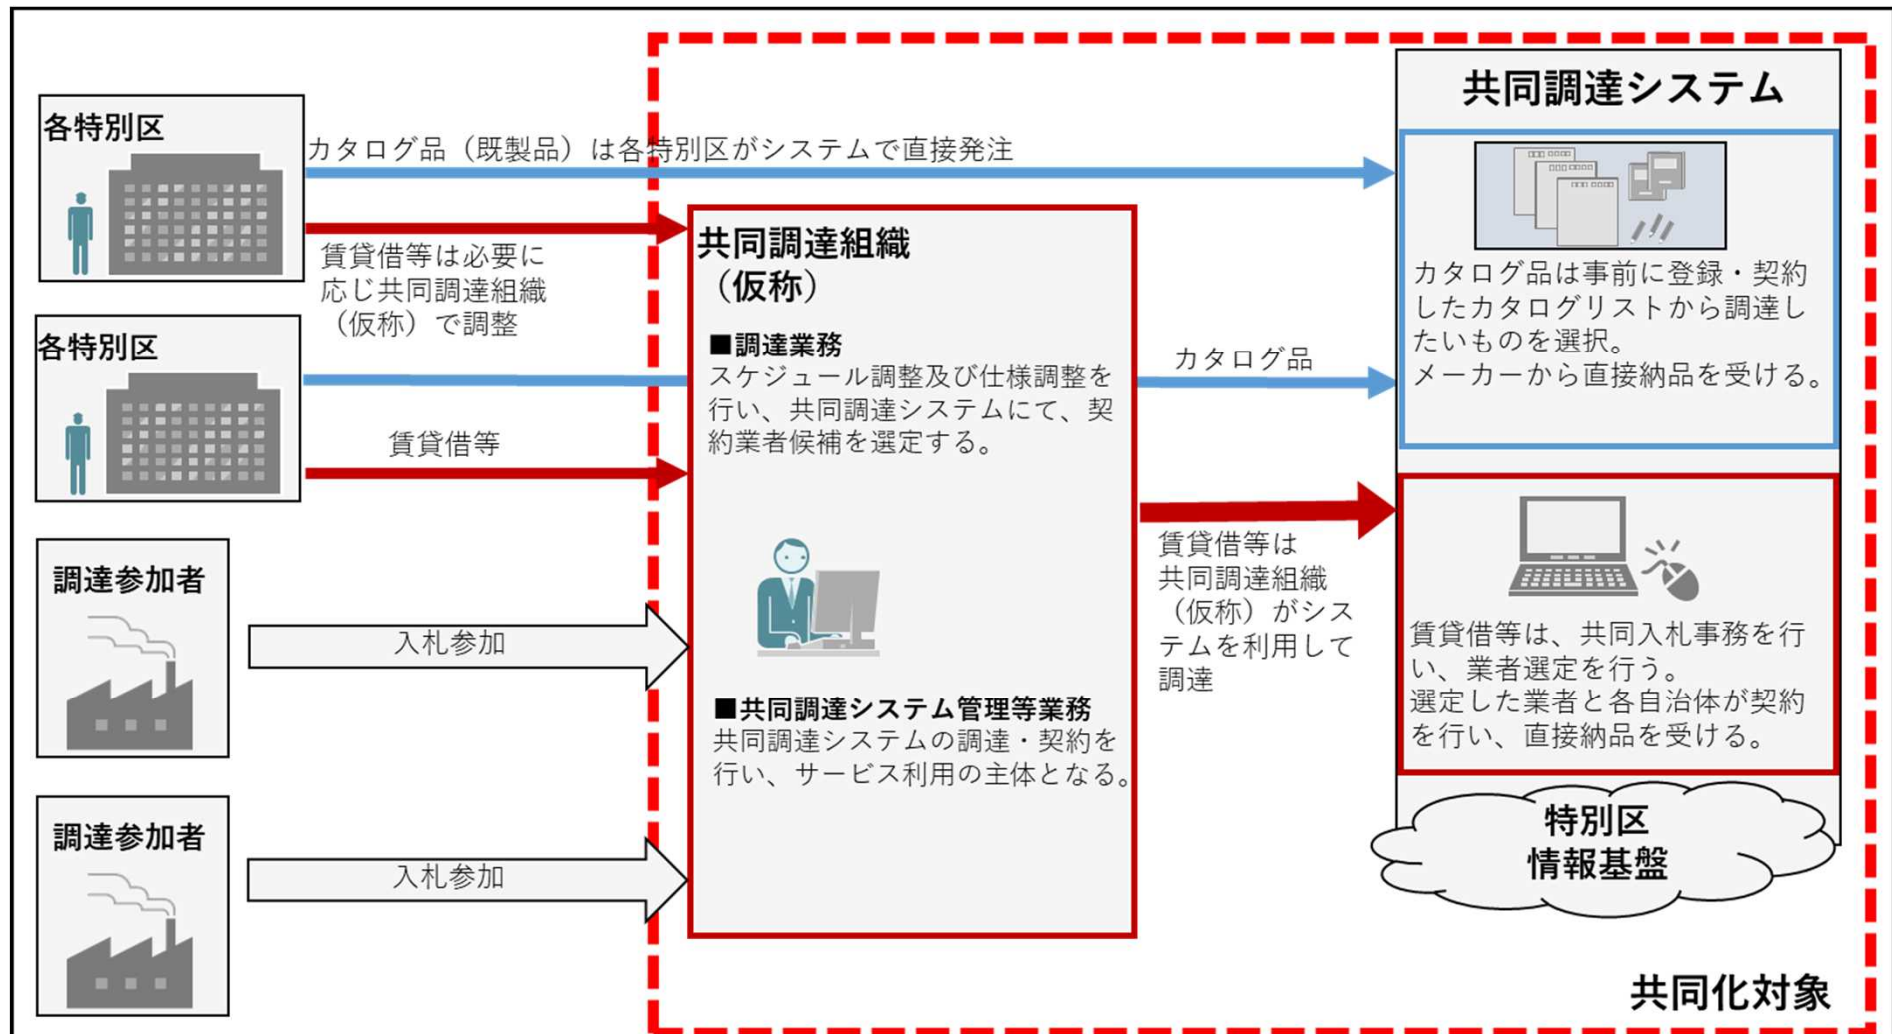 各特別区
カタログ品（既製品）は各特別区がシステムで直接発注
賃貸借等は必要に
応じ共同調達組織
（仮称）で調整
各特別区
賃貸借等
調達参加者
入札参加
調達参加者
入札参加
共同調達組織
（仮称）
■調達業務
スケジュール調整及び仕様調整を
行い、共同調達システムにて、契
約業者候補を選定する。
■共同調達システム管理等業務
共同調達システムの調達・契約を
行い、サービス利用の主体となる。
カタログ品
賃貸借等は
共同調達組織
（仮称）がシス
テムを利用して
調達
共同調達システム
カタログ品は事前に登録・契約
したカタログリストから調達し
たいものを選択。
メーカーから直接納品を受ける。
賃貸借等は、共同入札事務を行
い、業者選定を行う。
選定した業者と各自治体が契約
を行い、直接納品を受ける。
特別区
情報基盤
共同化対象